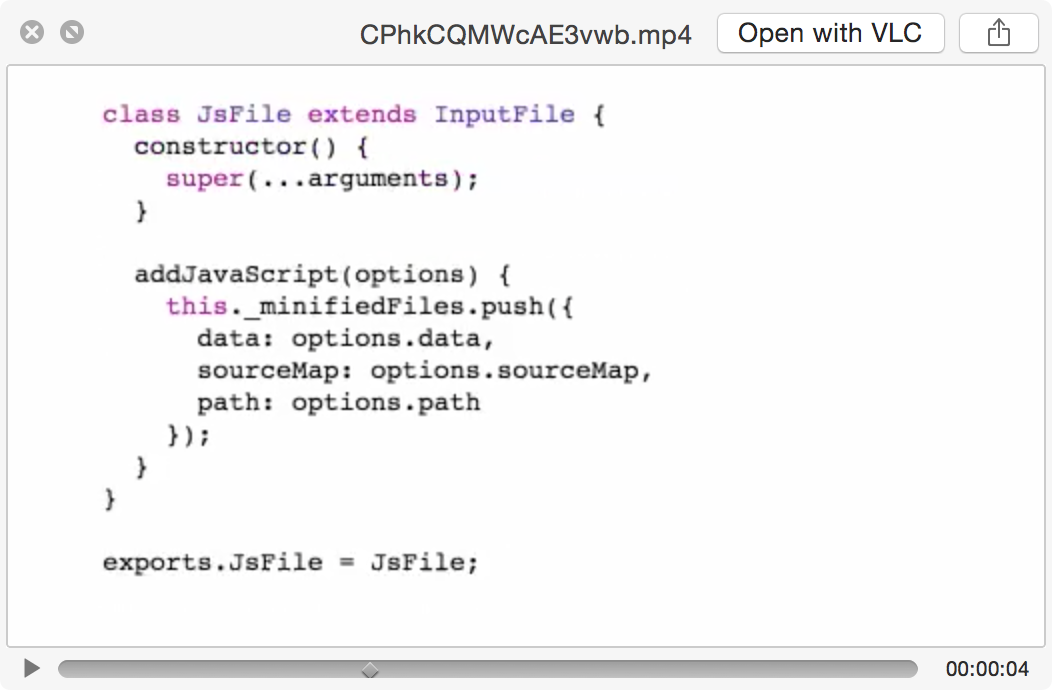 CPhkCQMWcAE3vwb.mp4
Open with VLC
class JsFile extends InputFile {
  constructor() {
    super(...arguments);
  }

  addJavaScript(options) {
    this._minifiedFiles.push({
      data: options.data,
      sourceMap: options.sourceMap,
      path: options.path
    });
  }
}

exports.JsFile = JsFile;
00:00:04